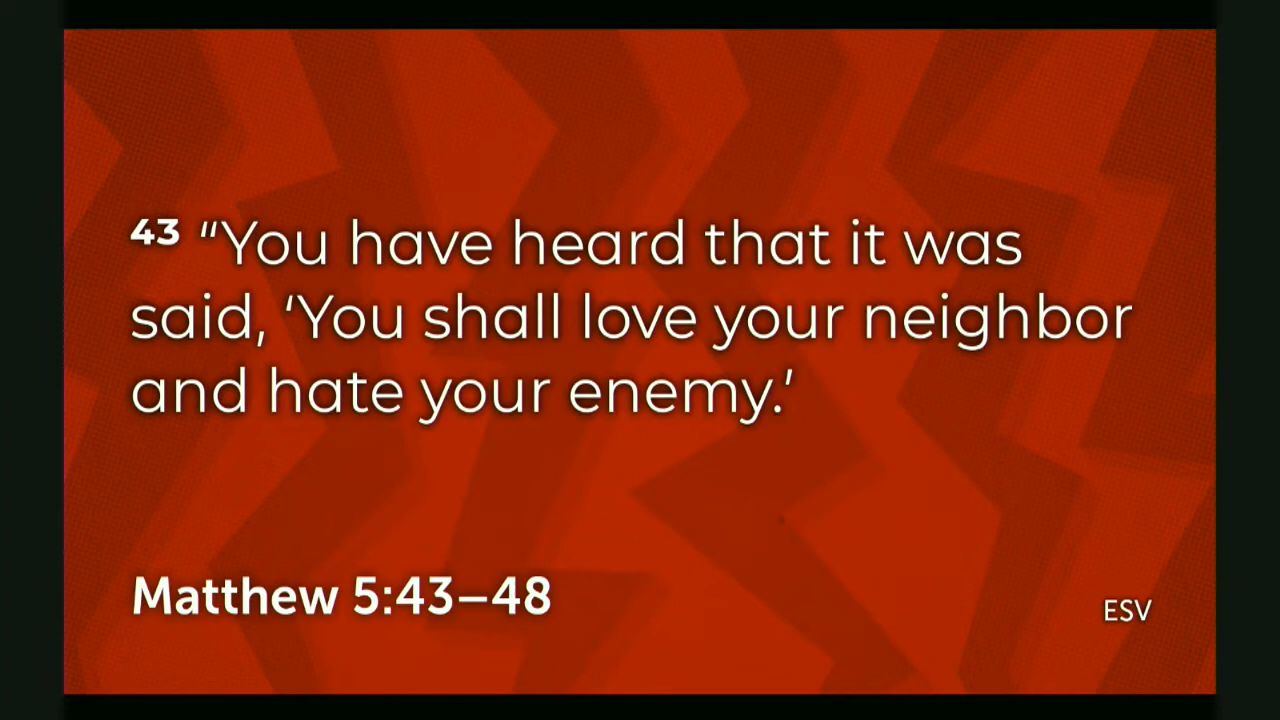 43 “You have heard that it was
said, ‘You shall love your neighbor
and hate your enemy.’
Matthew 5:43–48
ESV